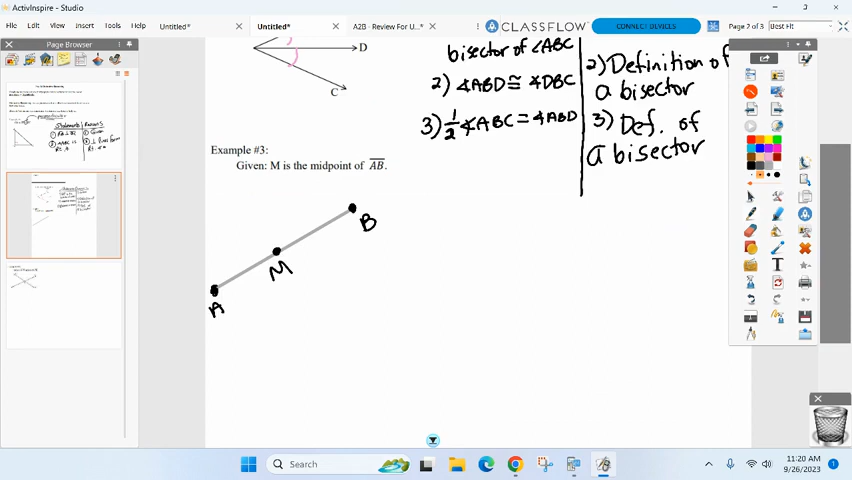 ActivInspire - Studio
File Edit View Tools Insert Help
Untitled*
Untitled*
A2B - Review For U...*
CLASSFLOW
CONNECT DEVICES
Page 2 of 3
Best Fit
Page Browser
D
C
bisector of ∠ABC
2) ∡ABD ≅ ∡DBC
3) 1/2 ∡ABC = ∡ABD
2) Definition of
a bisector
3) Def. of
a bisector
Example #3:
Given: M is the midpoint of AB.
B
M
A
Search
11:20 AM
9/26/2023